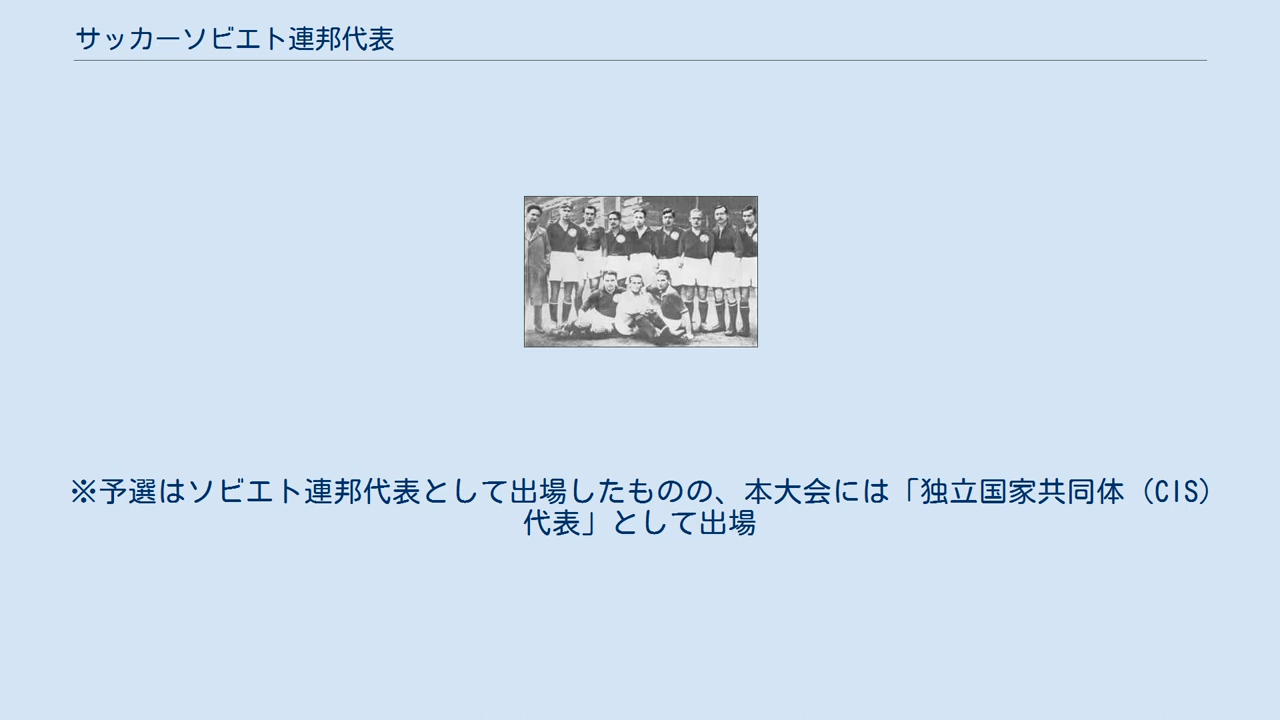 サッカーソビエト連邦代表
※予選はソビエト連邦代表として出場したものの、本大会には「独立国家共同体（CIS）
代表」として出場